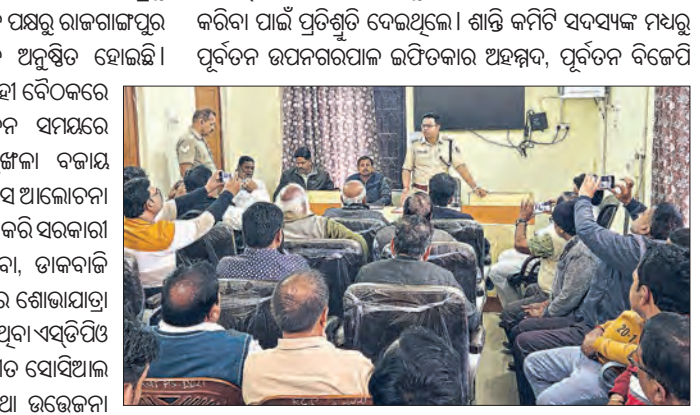 ପକ୍ଷରୁ ରାଜଗାଙ୍ଗପୁର
ଅନୁଷ୍ଠିତ ହୋଇଛି।
ବୈଠକରେ
ସମୟରେ
ବଜାୟ
ଆଲୋଚନା
କରି ସରକାରୀ
ଡାକବାଜି
ଶୋଭାଯାତ୍ରା
ଥିବା ଏସ୍‌ଡିପିଓ
ସୋସିଆଲ
ଉତ୍ତେଜନା
କରିବା ପାଇଁ ପ୍ରତିଶ୍ରୁତି ଦେଇଥିଲେ। ଶାନ୍ତି କମିଟି ସଦସ୍ୟଙ୍କ ମଧ୍ୟରୁ
ପୂର୍ବତନ ଉପନଗରପାଳ ଇଫିତକାର ଅହମ୍ମଦ, ପୂର୍ବତନ ବିଜେପି